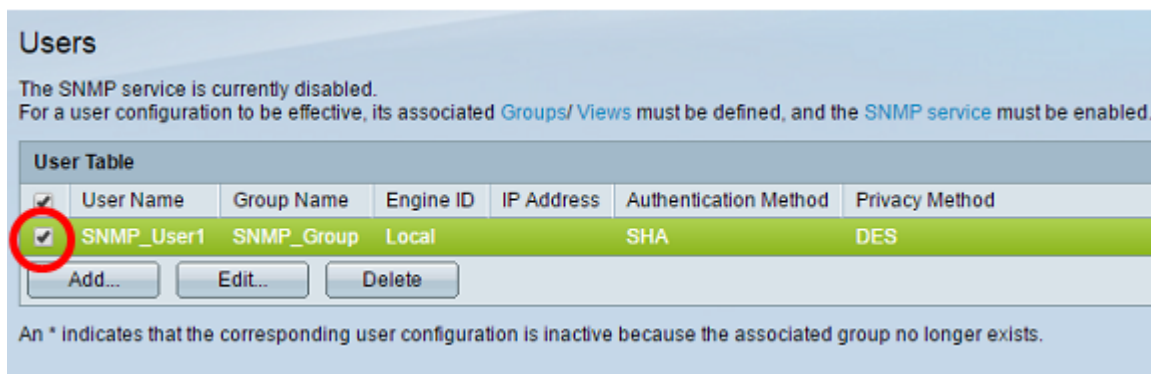 Users
The SNMP service is currently disabled.
For a user configuration to be effective, its associated Groups/ Views must be defined, and the SNMP service must be enabled.
User Table
User Name Group Name Engine ID IP Address Authentication Method Privacy Method
SNMP_User1 SNMP_Group Local SHA DES
Add... Edit... Delete
An * indicates that the corresponding user configuration is inactive because the associated group no longer exists.